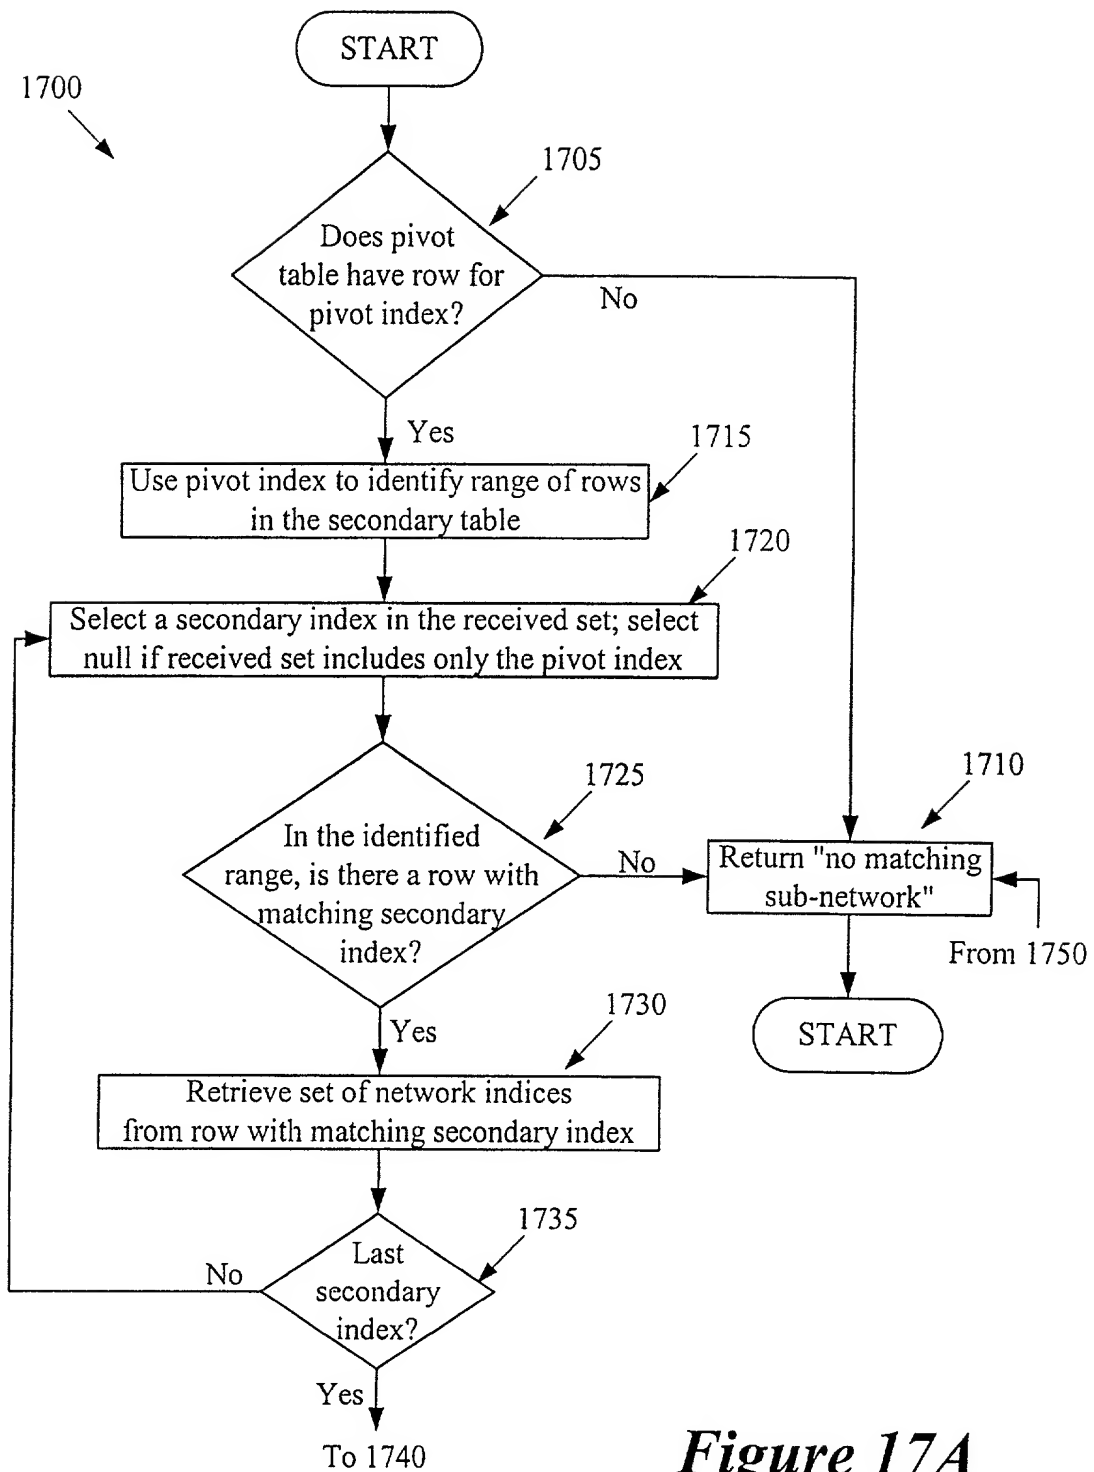 START
1700
1705
Does pivot
table have row for
pivot index?
No
Yes
1715
Use pivot index to identify range of rows
in the secondary table
1720
Select a secondary index in the received set; select
null if received set includes only the pivot index
1725
1710
In the identified
range, is there a row with
matching secondary
index?
No
Return "no matching
sub-network"
From 1750
START
Yes
1730
Retrieve set of network indices
from row with matching secondary index
1735
Last
secondary
index?
No
Yes
To 1740
Figure 17A